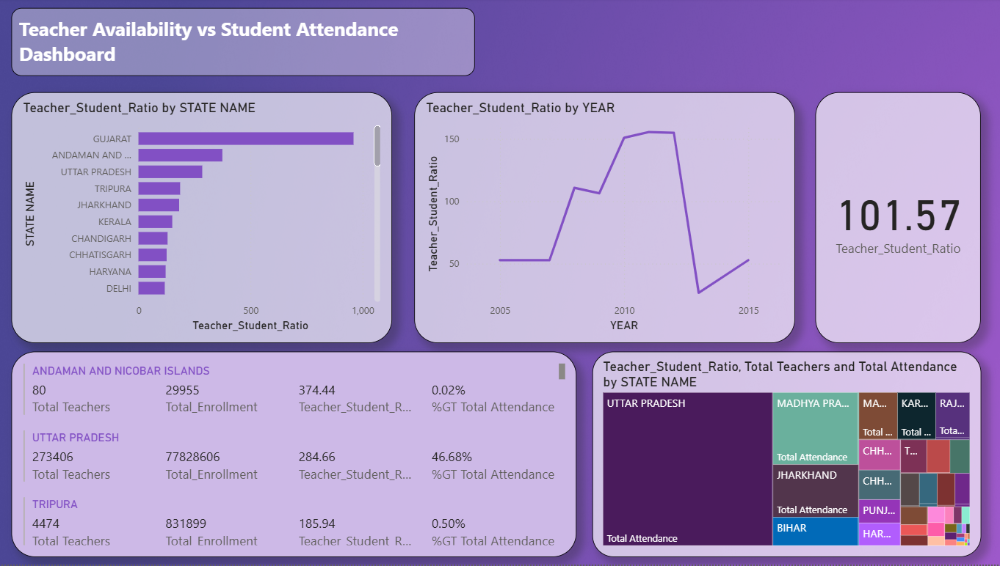 Teacher Availability vs Student Attendance
Dashboard
Teacher_Student_Ratio by STATE NAME
STATE NAME
GUJARAT
ANDAMAN AND ...
UTTAR PRADESH
TRIPURA
JHARKHAND
KERALA
CHANDIGARH
CHHATISGARH
HARYANA
DELHI
0 500 1,000
Teacher_Student_Ratio
Teacher_Student_Ratio by YEAR
Teacher_Student_Ratio
150
100
50
2005 2010 2015
YEAR
101.57
Teacher_Student_Ratio
ANDAMAN AND NICOBAR ISLANDS
80 29955 374.44 0.02%
Total Teachers Total_Enrollment Teacher_Student_R... %GT Total Attendance
UTTAR PRADESH
273406 77828606 284.66 46.68%
Total Teachers Total_Enrollment Teacher_Student_R... %GT Total Attendance
TRIPURA
4474 831899 185.94 0.50%
Total Teachers Total_Enrollment Teacher_Student_R... %GT Total Attendance
Teacher_Student_Ratio, Total Teachers and Total Attendance
by STATE NAME
UTTAR PRADESH
Total Attendance
MADHYA PRA...
Total Attendance
JHARKHAND
Total Attendance
BIHAR
MA...
Total ...
KAR...
Total ...
RAJ...
Tota...
CHH...
T...
CHH...
PUNJ...
HAR...